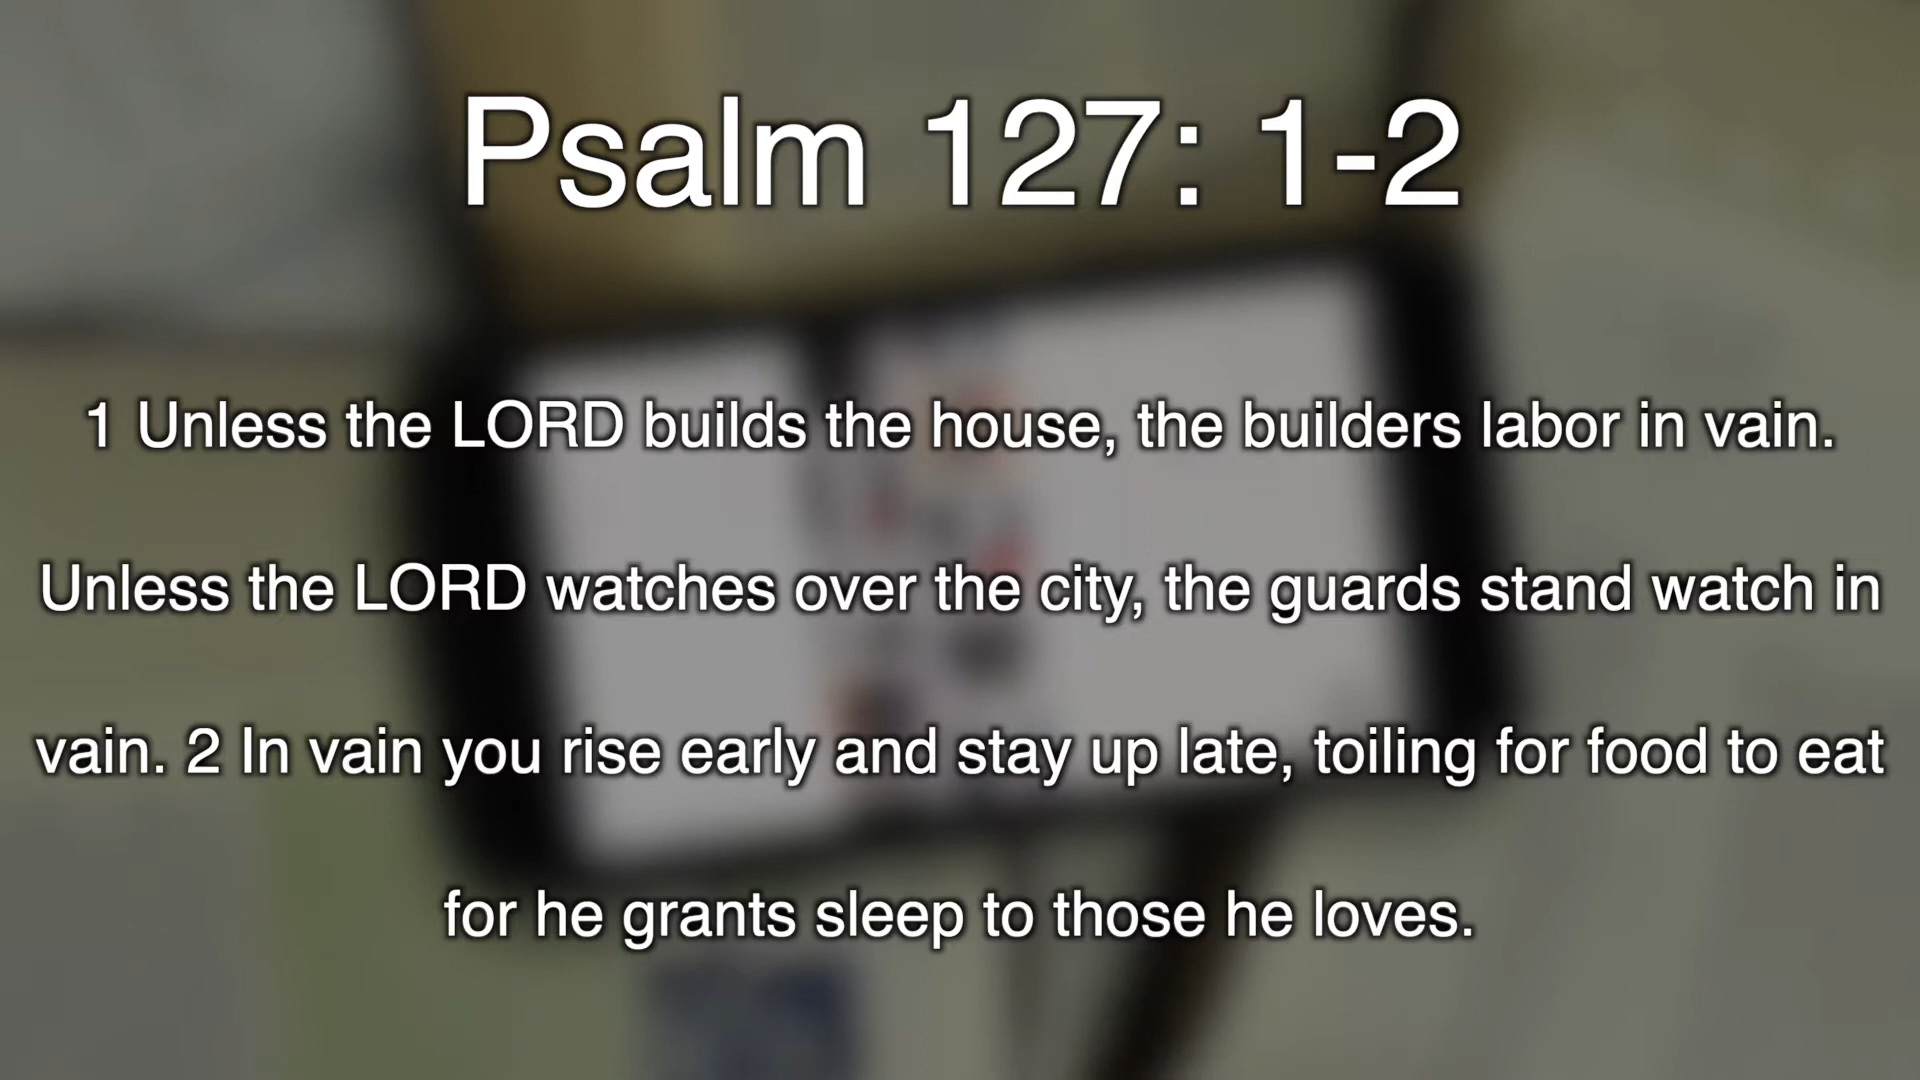 Psalm 127: 1-2
1 Unless the LORD builds the house, the builders labor in vain.
Unless the LORD watches over the city, the guards stand watch in
vain. 2 In vain you rise early and stay up late, toiling for food to eat
for he grants sleep to those he loves.